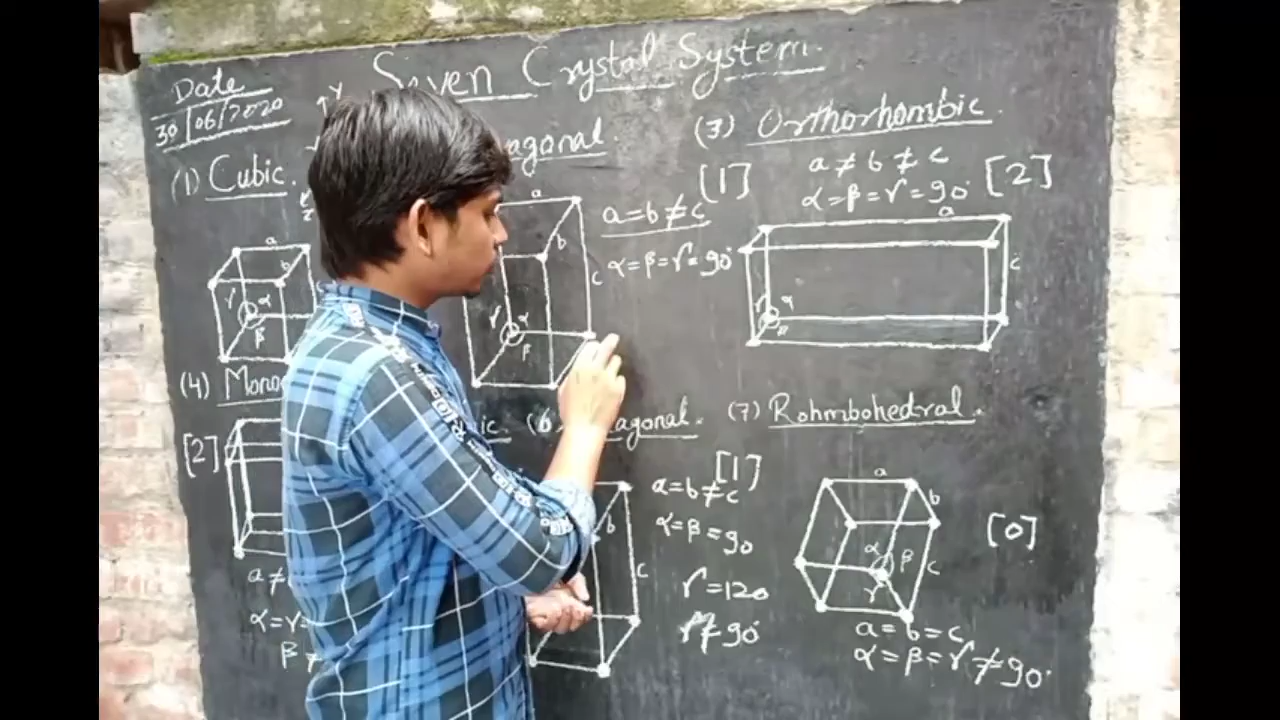 Seven Crystal System.
Date
30/06/2020
(1) Cubic.
agonal.
(3) Orthorhombic
a ≠ b ≠ c
α = β = γ = 90° [2]
[1]
a = b ≠ c
α = β = γ = 90°
a
b
γ α
β
a
b
c
γ α
β
a
c
γ α
(4) Mono
[2]
a ≠
α = γ =
β ≠
ic. (6) agonal.
[1]
a = b ≠ c
α = β = 90
γ = 120
γ ≠ 90°
b
c
(7) Rohmbohedral.
a
b
c
α β
γ
[0]
a = b = c
α = β = γ ≠ 90°.